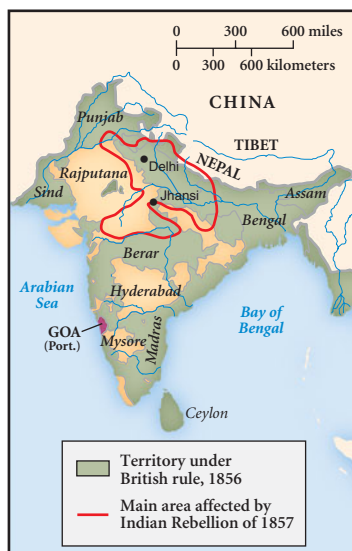 0 300 600 miles
0 300 600 kilometers
CHINA
Punjab
TIBET
Delhi
NEPAL
Rajputana
Jhansi
Assam
Sind
Bengal
Berar
Arabian
Sea
Hyderabad
Bay of
Bengal
GOA
(Port.)
Mysore
Madras
Ceylon
Territory under
British rule, 1856
Main area affected by
Indian Rebellion of 1857